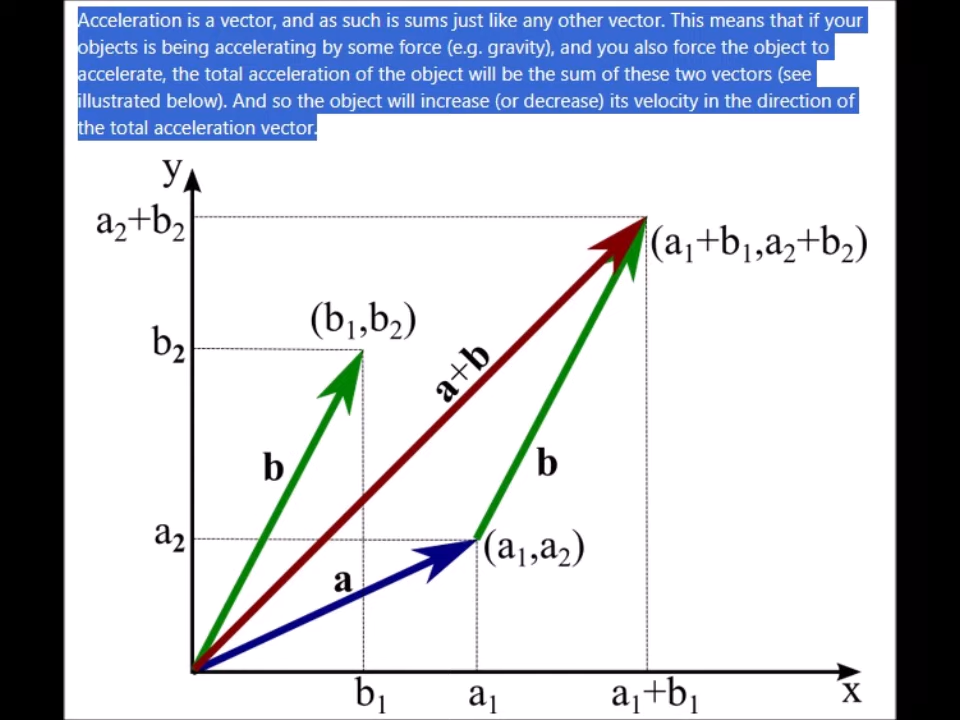 Acceleration is a vector, and as such is sums just like any other vector. This means that if your
objects is being accelerating by some force (e.g. gravity), and you also force the object to
accelerate, the total acceleration of the object will be the sum of these two vectors (see
illustrated below). And so the object will increase (or decrease) its velocity in the direction of
the total acceleration vector.
y
a₂+b₂
(a₁+b₁,a₂+b₂)
(b₁,b₂)
b₂
a+b
b
b
a₂
(a₁,a₂)
a
b₁
a₁
a₁+b₁
x